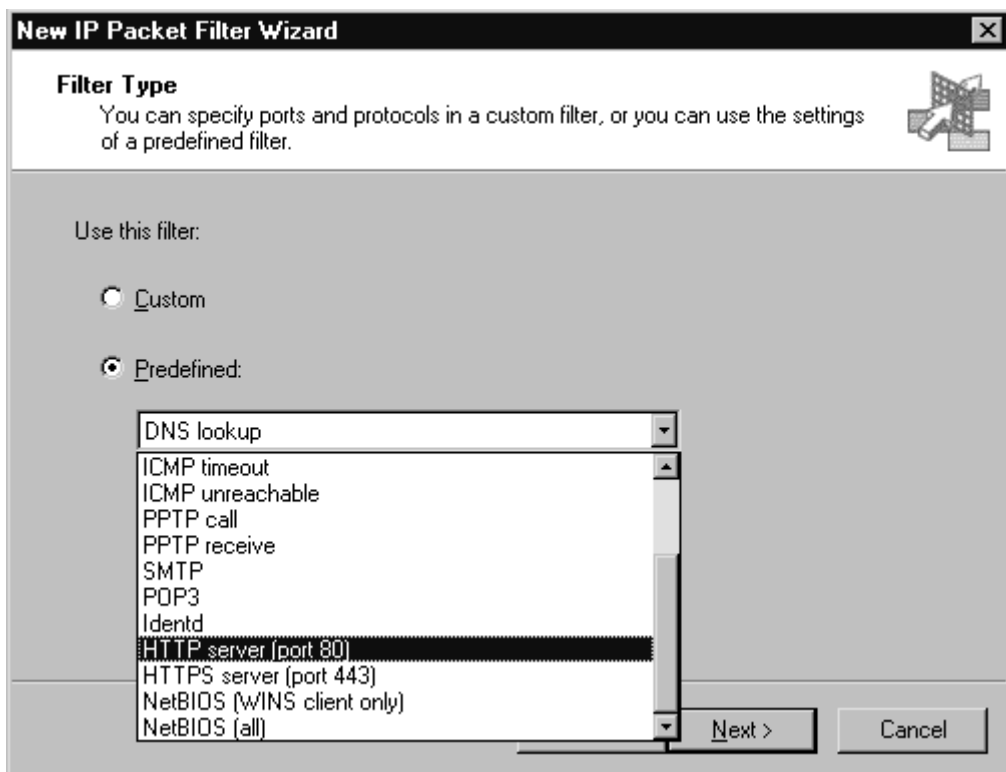 New IP Packet Filter Wizard
Filter Type
You can specify ports and protocols in a custom filter, or you can use the settings
of a predefined filter.
Use this filter:
Custom
Predefined:
DNS lookup
ICMP timeout
ICMP unreachable
PPTP call
PPTP receive
SMTP
POP3
Identd
HTTP server (port 80)
HTTPS server (port 443)
NetBIOS (WINS client only)
NetBIOS (all)
Next >
Cancel